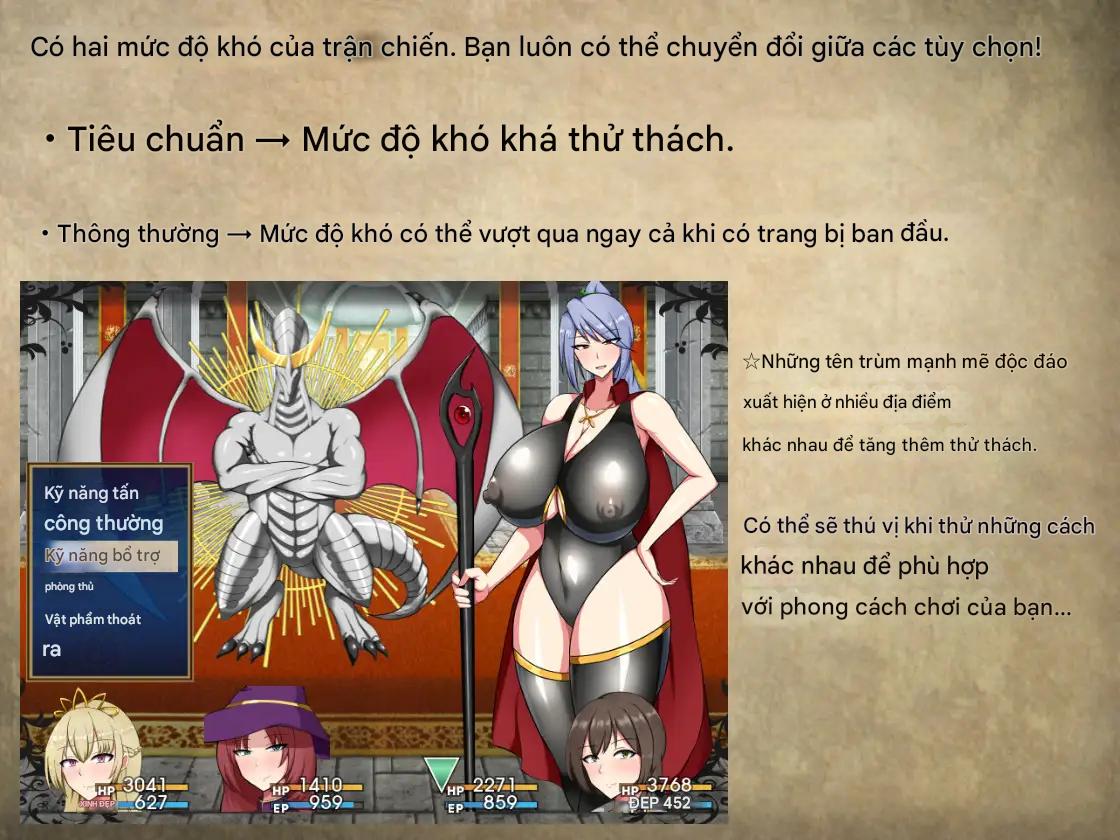 Có hai mức độ khó của trận chiến. Bạn luôn có thể chuyển đổi giữa các tùy chọn!
・Tiêu chuẩn → Mức độ khó khá thử thách.
・Thông thường → Mức độ khó có thể vượt qua ngay cả khi có trang bị ban đầu.
☆Những tên trùm mạnh mẽ độc đáo
xuất hiện ở nhiều địa điểm
khác nhau để tăng thêm thử thách.
Có thể sẽ thú vị khi thử những cách
khác nhau để phù hợp
với phong cách chơi của bạn...
Kỹ năng tấn
công thường
Kỹ năng bổ trợ
phòng thủ
Vật phẩm thoát
ra
HP 3041
XINH ĐẸP 627
HP 1410
EP 959
HP 2271
EP 859
HP 3768
ĐẸP 452